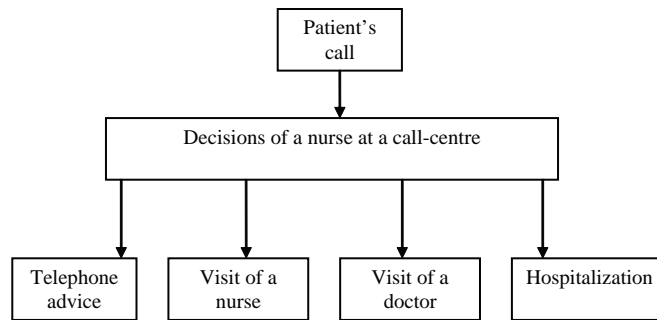 Patient's
call
Decisions of a nurse at a call-centre
Telephone
advice
Visit of a
nurse
Visit of a
doctor
Hospitalization